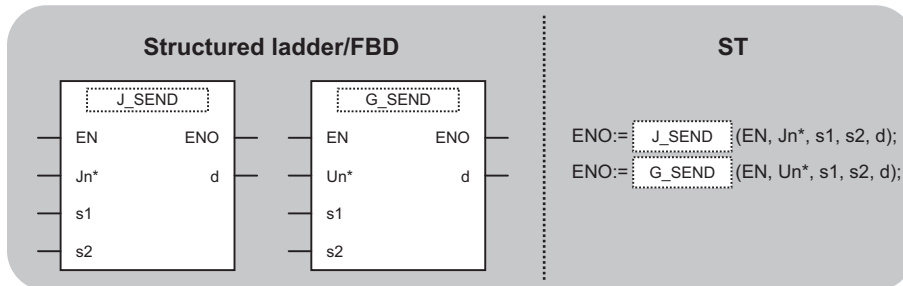 Structured ladder/FBD
J_SEND
EN ENO
Jn* d
s1
s2
G_SEND
EN ENO
Un* d
s1
s2
ST
ENO:= J_SEND (EN, Jn*, s1, s2, d);
ENO:= G_SEND (EN, Un*, s1, s2, d);